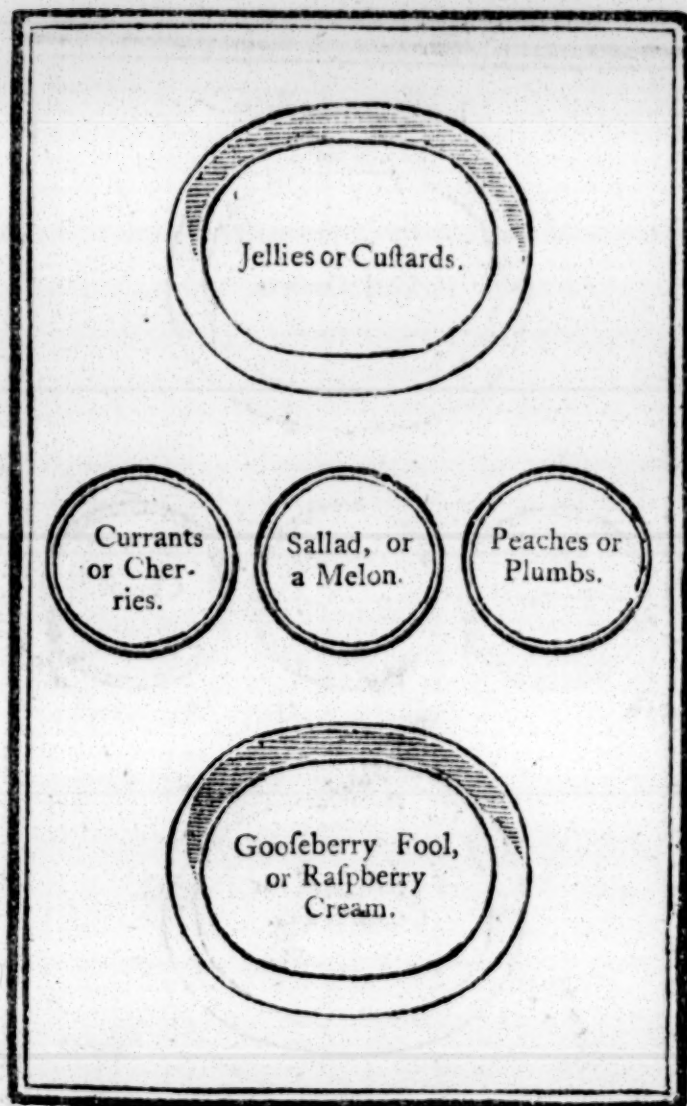 Jellies or Cuſtards.
Currants
or Cher-
ries.
Sallad, or
a Melon.
Peaches or
Plumbs.
Gooſeberry Fool,
or Raſpberry
Cream.